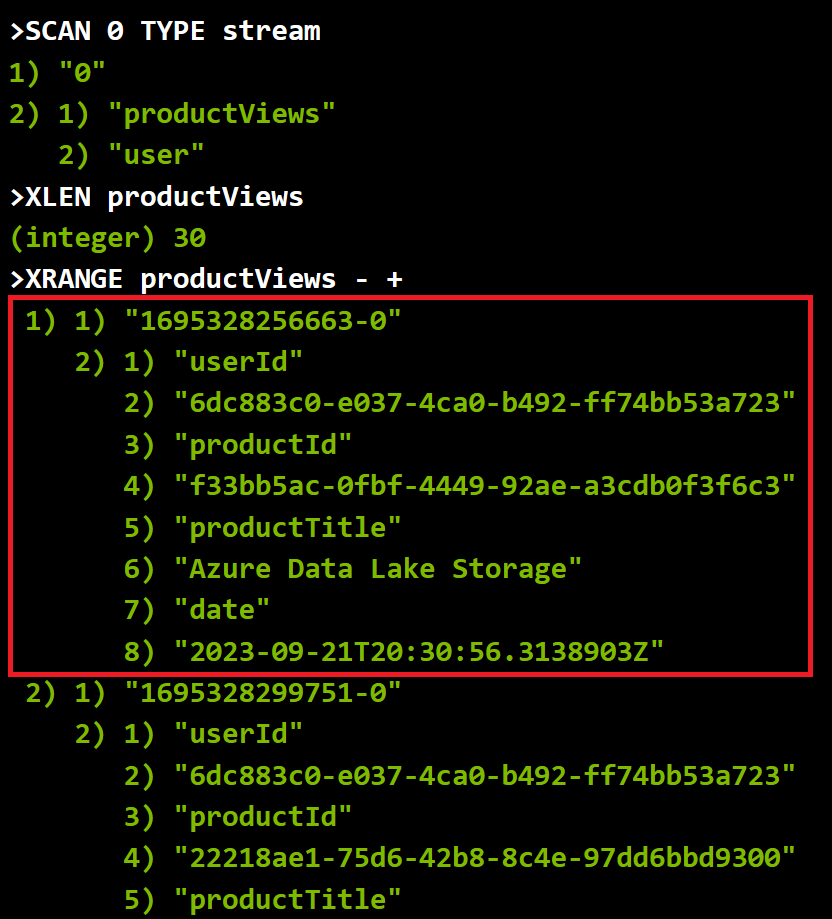 >SCAN 0 TYPE stream
1) "0"
2) 1) "productViews"
   2) "user"
>XLEN productViews
(integer) 30
>XRANGE productViews - +
 1) 1) "1695328256663-0"
    2) 1) "userId"
       2) "6dc883c0-e037-4ca0-b492-ff74bb53a723"
       3) "productId"
       4) "f33bb5ac-0fbf-4449-92ae-a3cdb0f3f6c3"
       5) "productTitle"
       6) "Azure Data Lake Storage"
       7) "date"
       8) "2023-09-21T20:30:56.3138903Z"
 2) 1) "1695328299751-0"
    2) 1) "userId"
       2) "6dc883c0-e037-4ca0-b492-ff74bb53a723"
       3) "productId"
       4) "22218ae1-75d6-42b8-8c4e-97dd6bbd9300"
       5) "productTitle"